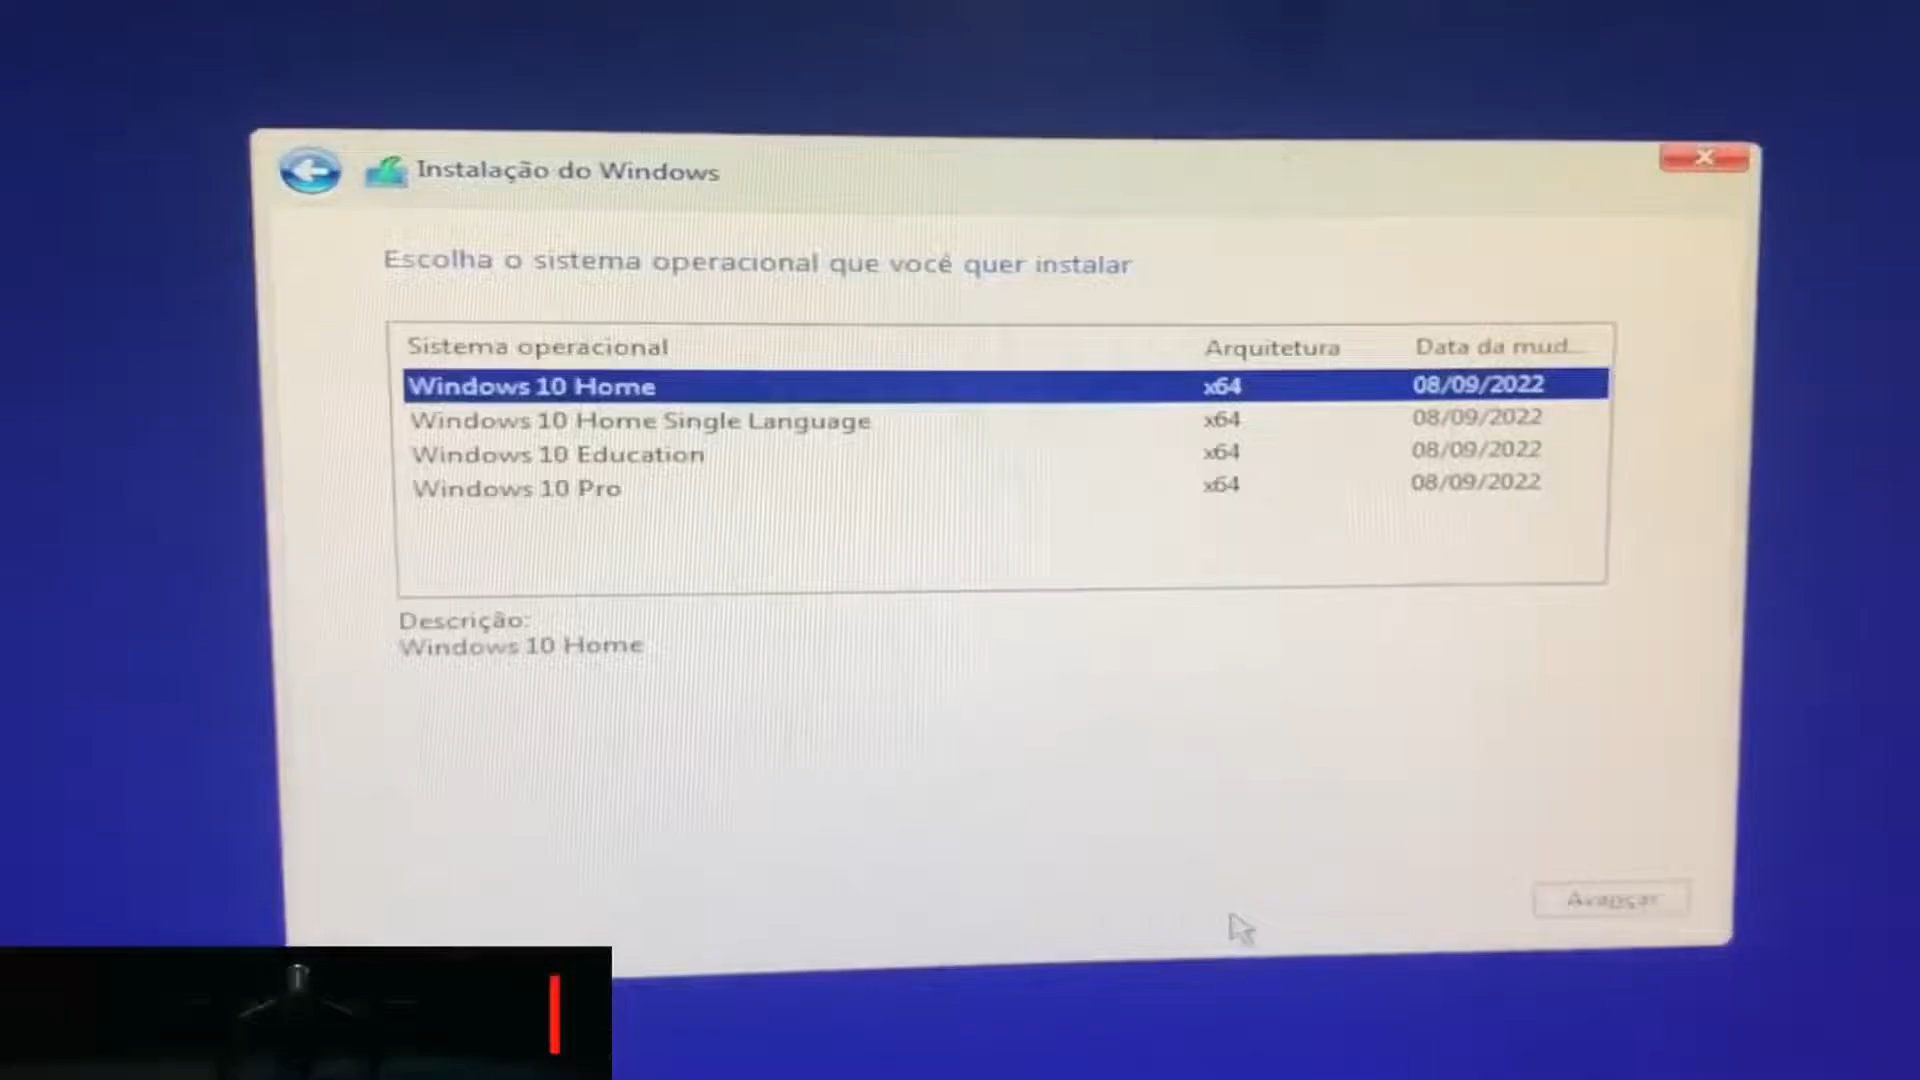 Instalação do Windows
Escolha o sistema operacional que você quer instalar
Sistema operacional Arquitetura Data da mud...
Windows 10 Home x64 08/09/2022
Windows 10 Home Single Language x64 08/09/2022
Windows 10 Education x64 08/09/2022
Windows 10 Pro x64 08/09/2022
Descrição:
Windows 10 Home
Avançar